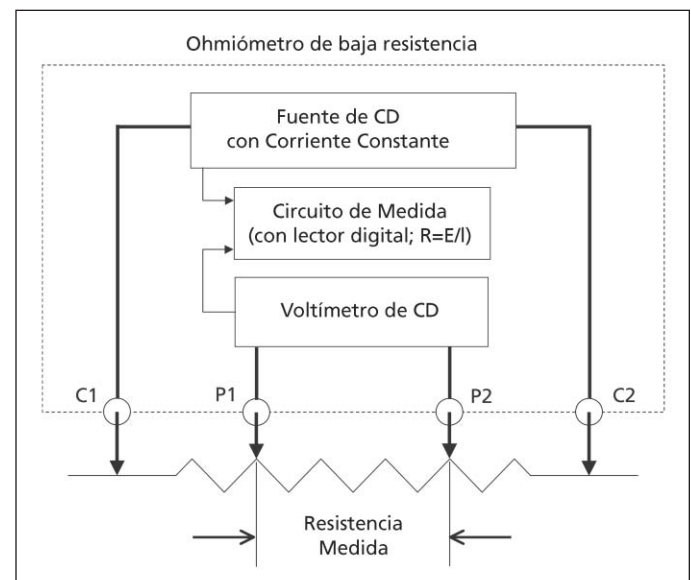 Ohmiómetro de baja resistencia
Fuente de CD
con Corriente Constante
Circuito de Medida
(con lector digital; R=E/l)
Voltímetro de CD
C1
P1
P2
C2
Resistencia
Medida